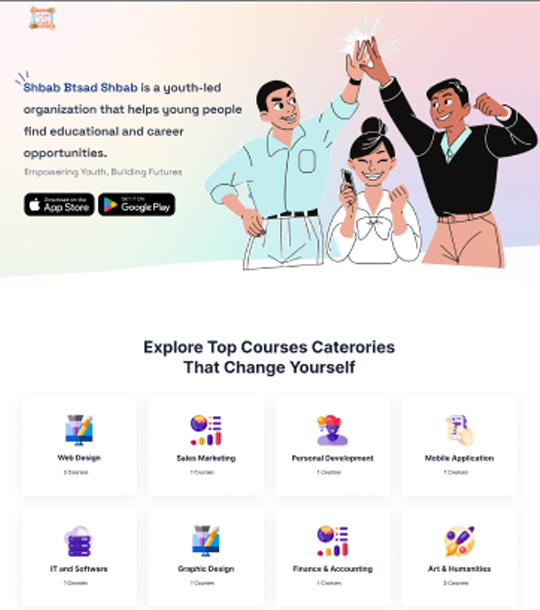 Shbab Btsad Shbab is a youth-led
organization that helps young people
find educational and career
opportunities.
Empowering Youth, Building Futures
Download on the
App Store
GET IT ON
Google Play
Explore Top Courses Caterories
That Change Yourself
Web Design
3 Courses
Sales Marketing
1 Courses
Personal Development
1 Courses
Mobile Application
1 Courses
IT and Software
1 Courses
Graphic Design
1 Courses
Finance & Accounting
1 Courses
Art & Humanities
2 Courses